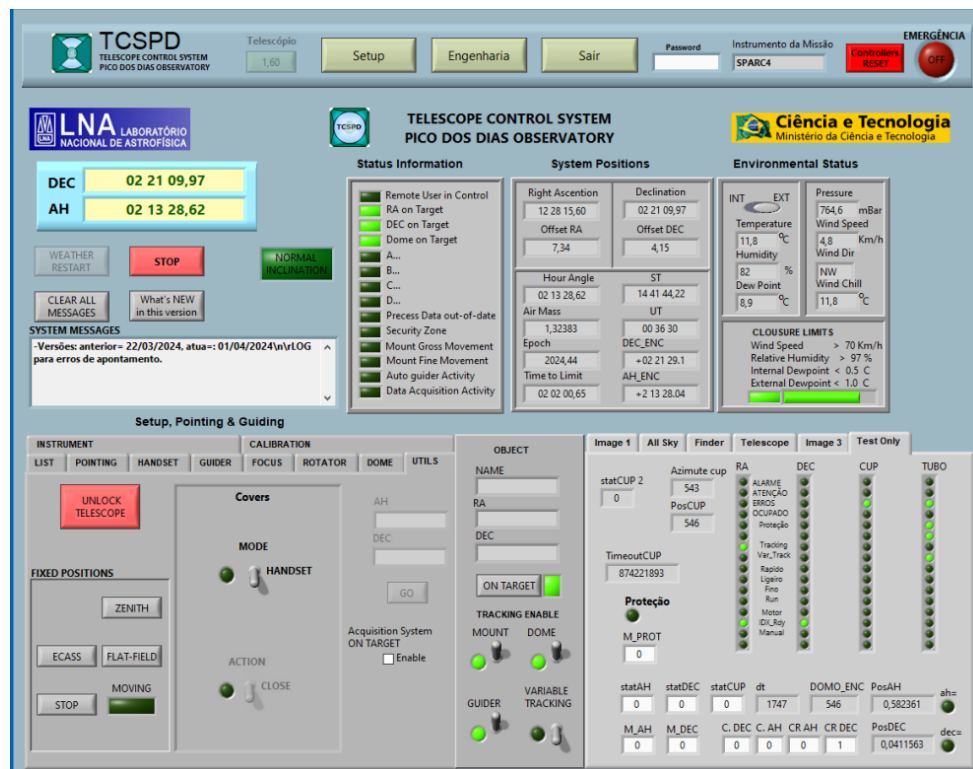 TCSPD
TELESCOPE CONTROL SYSTEM
PICO DOS DIAS OBSERVATORY
Telescópio
1,60
Setup
Engenharia
Sair
Password
Instrumento da Missão
SPARC4
Controllers
RESET
EMERGÊNCIA
OFF
LNA LABORATÓRIO
NACIONAL DE ASTROFÍSICA
TCSPD
TELESCOPE CONTROL SYSTEM
PICO DOS DIAS OBSERVATORY
Ciência e Tecnologia
Ministério da Ciência e Tecnologia
DEC 02 21 09,97
AH 02 13 28,62
WEATHER
RESTART
STOP
NORMAL
INCLINATION
CLEAR ALL
MESSAGES
What's NEW
in this version
SYSTEM MESSAGES
-Versões: anterior= 22/03/2024, atua=: 01/04/2024\n\rLOG
para erros de apontamento.
Status Information
Remote User in Control
RA on Target
DEC on Target
Dome on Target
A...
B...
C...
D...
Precess Data out-of-date
Security Zone
Mount Gross Movement
Mount Fine Movement
Auto guider Activity
Data Acquisition Activity
System Positions
Right Ascention Declination
12 28 15,60 02 21 09,97
Offset RA Offset DEC
7,34 4,15
Hour Angle ST
02 13 28,62 14 41 44,22
Air Mass UT
1,32383 00 36 30
Epoch DEC_ENC
2024,44 +02 21 29.1
Time to Limit AH_ENC
02 02 00,65 +2 13 28.04
Environmental Status
INT EXT
Temperature
11,8 ºC
Humidity
82 %
Dew Point
8,9 ºC
Pressure
764,6 mBar
Wind Speed
4,8 Km/h
Wind Dir
NW
Wind Chill
11,8 ºC
CLOUSURE LIMITS
Wind Speed > 70 Km/h
Relative Humidity > 97 %
Internal Dewpoint < 0.5 C
External Dewpoint < 1.0 C
Setup, Pointing & Guiding
INSTRUMENT CALIBRATION
LIST POINTING HANDSET GUIDER FOCUS ROTATOR DOME UTILS
UNLOCK
TELESCOPE
FIXED POSITIONS
ZENITH
ECASS FLAT-FIELD
MOVING
STOP
Covers
MODE
HANDSET
ACTION
CLOSE
AH
DEC
GO
Acquisition System
ON TARGET
Enable
OBJECT
NAME
RA
DEC
ON TARGET
TRACKING ENABLE
MOUNT DOME
GUIDER
VARIABLE
TRACKING
Image 1 All Sky Finder Telescope Image 3 Test Only
statCUP 2
0
Azimute cup
543
PosCUP
546
TimeoutCUP
874221893
Proteção
M_PROT
0
RA DEC CUP TUBO
ALARME
ATENÇÃO
ERROS
OCUPADO
Proteção
Tracking
Var_Track
Rapido
Ligeiro
Fino
Run
Motor
IDX_Rdy
Manual
statAH statDEC statCUP dt DOMO_ENC PosAH
0 0 0 1747 546 0,582361 ah=
M_AH M_DEC C. DEC C. AH CR AH CR DEC PosDEC
0 0 0 0 0 1 0,0411563 dec=